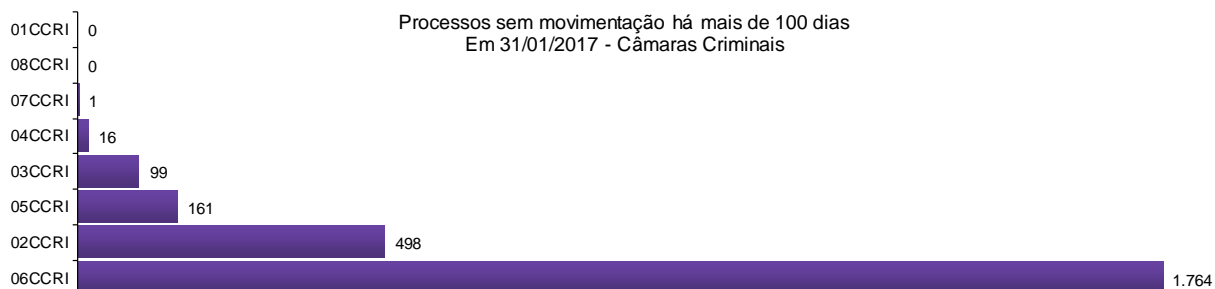 Processos sem movimentação há mais de 100 dias
Em 31/01/2017 - Câmaras Criminais
01CCRI 0
08CCRI 0
07CCRI 1
04CCRI 16
03CCRI 99
05CCRI 161
02CCRI 498
06CCRI 1.764